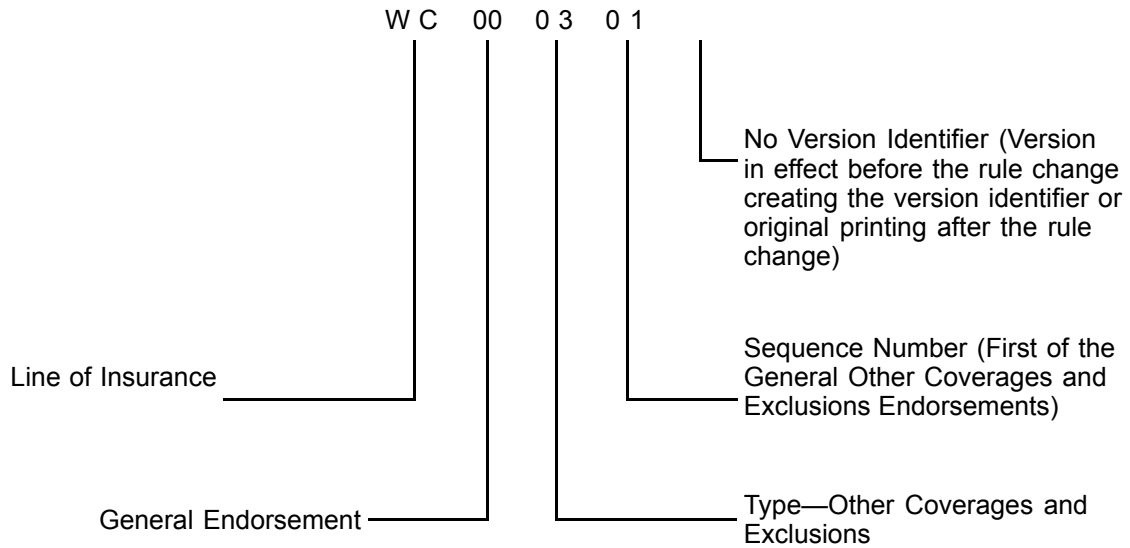 W C 00 0 3 0 1
No Version Identifier (Version
in effect before the rule change
creating the version identifier or
original printing after the rule
change)
Line of Insurance
Sequence Number (First of the
General Other Coverages and
Exclusions Endorsements)
General Endorsement
Type—Other Coverages and
Exclusions